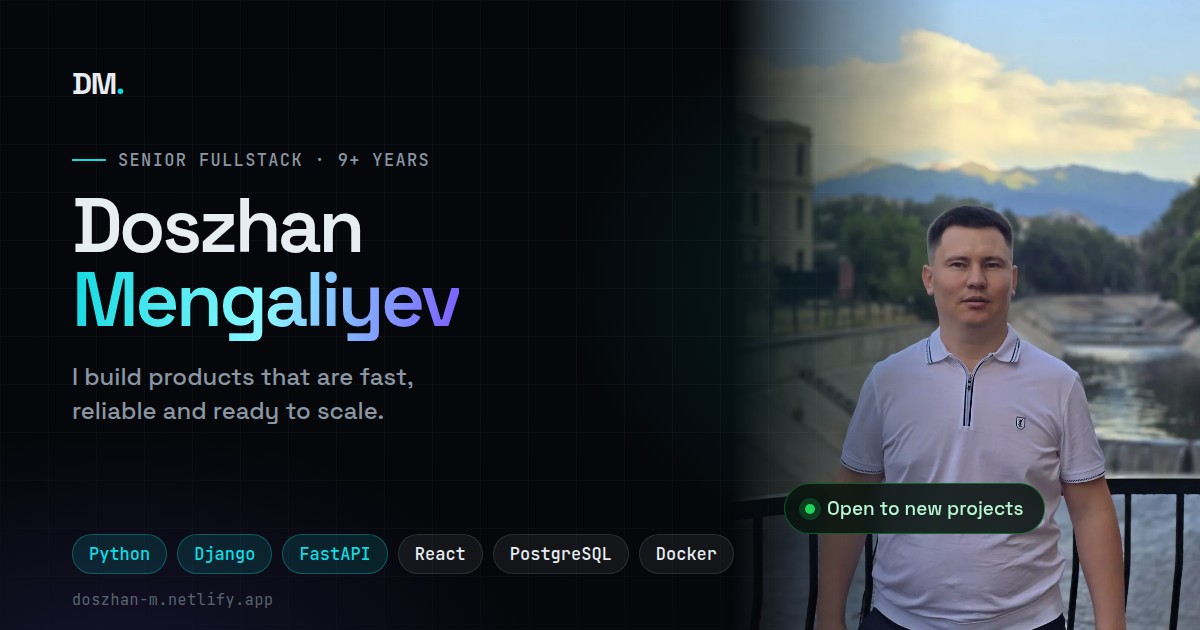 DM.
SENIOR FULLSTACK · 9+ YEARS
Doszhan
Mengaliyev
I build products that are fast,
reliable and ready to scale.
Open to new projects
Python Django FastAPI React PostgreSQL Docker
doszhan-m.netlify.app